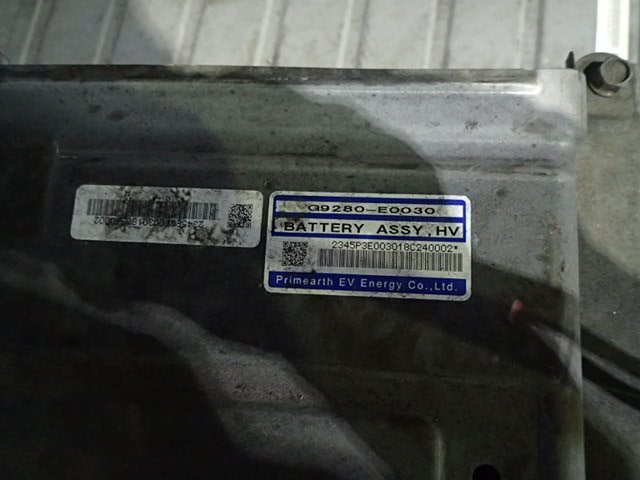 G9280-E0030
BATTERY ASSY,HV
2345P3E003018C240002*
Primearth EV Energy Co.,Ltd.